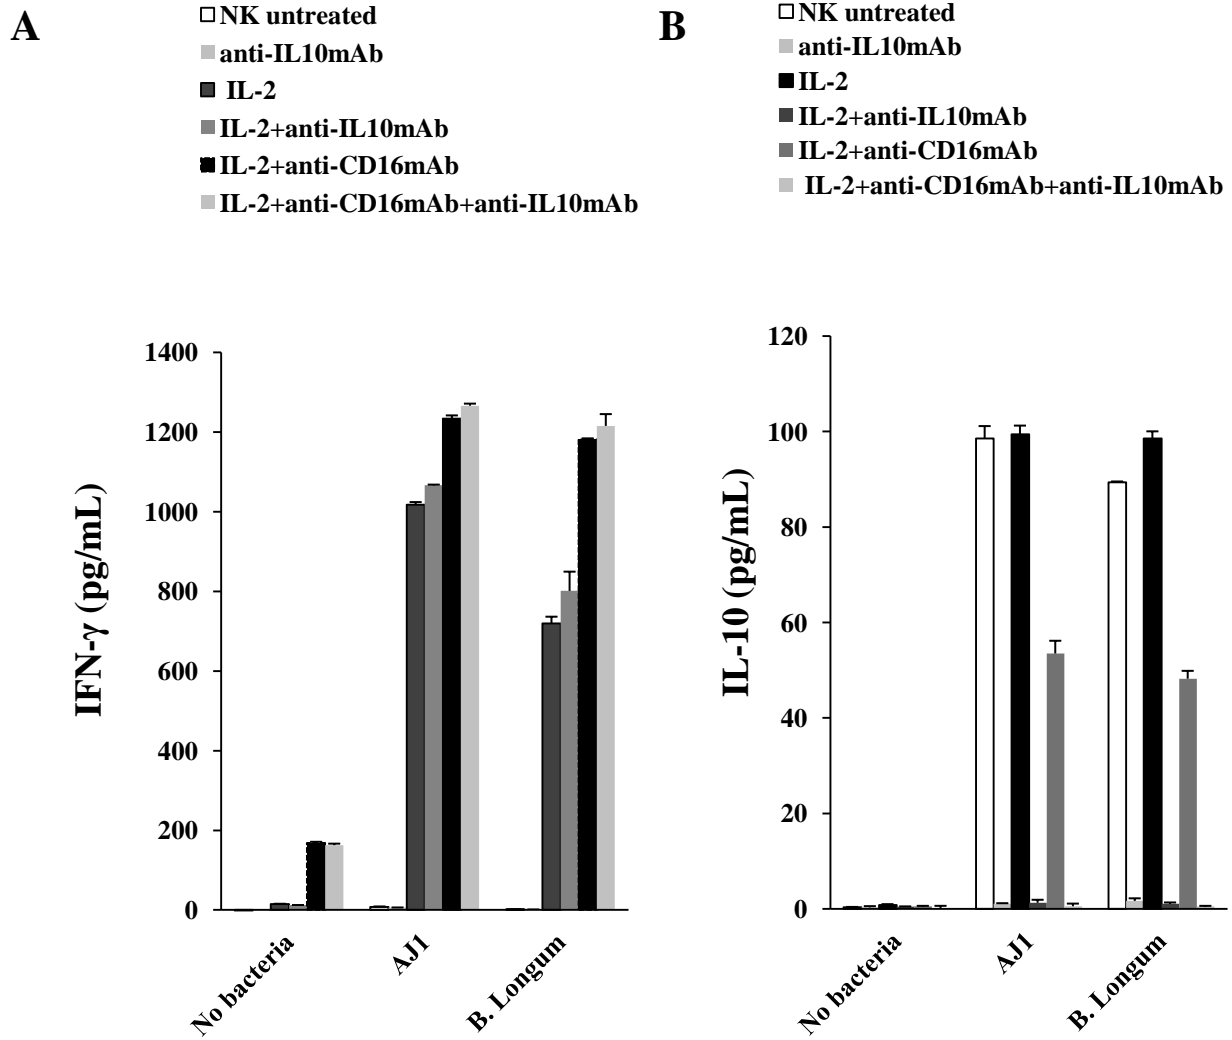 A
NK untreated
anti-IL10mAb
IL-2
IL-2+anti-IL10mAb
IL-2+anti-CD16mAb
IL-2+anti-CD16mAb+anti-IL10mAb
1400
1200
1000
800
600
400
200
0
IFN-γ (pg/mL)
No bacteria
AJ1
B. Longum
B
NK untreated
anti-IL10mAb
IL-2
IL-2+anti-IL10mAb
IL-2+anti-CD16mAb
IL-2+anti-CD16mAb+anti-IL10mAb
120
100
80
60
40
20
0
IL-10 (pg/mL)
No bacteria
AJ1
B. Longum